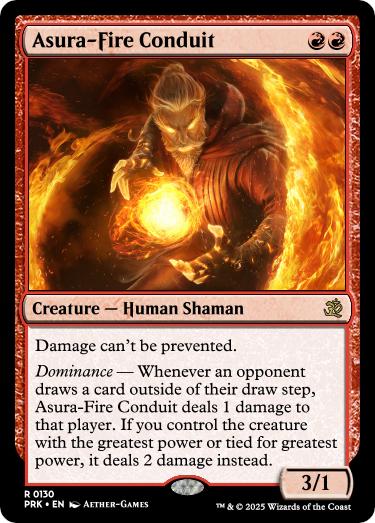 Asura-Fire Conduit
Creature — Human Shaman
Damage can't be prevented.
Dominance — Whenever an opponent
draws a card outside of their draw step,
Asura-Fire Conduit deals 1 damage to
that player. If you control the creature
with the greatest power or tied for greatest
power, it deals 2 damage instead.
3/1
R 0130
PRK • EN Aether-Games
™ & © 2025 Wizards of the Coast